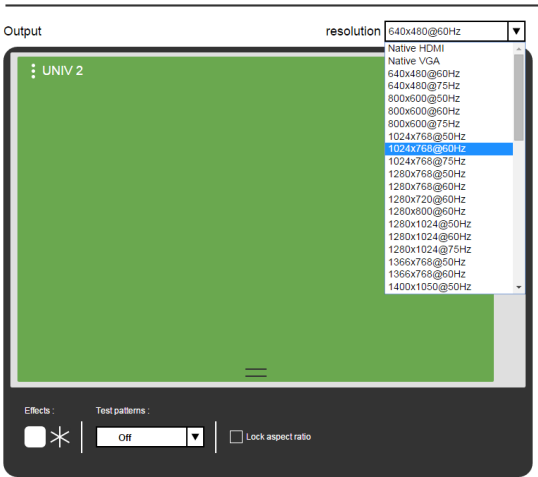 Output
resolution 640x480@60Hz
Native HDMI
Native VGA
640x480@60Hz
640x480@75Hz
800x600@50Hz
800x600@60Hz
800x600@75Hz
1024x768@50Hz
1024x768@60Hz
1024x768@75Hz
1280x768@50Hz
1280x768@60Hz
1280x720@60Hz
1280x800@60Hz
1280x1024@50Hz
1280x1024@60Hz
1280x1024@75Hz
1366x768@50Hz
1366x768@60Hz
1400x1050@50Hz
UNIV 2
Effects :
Test patterns :
Off
Lock aspect ratio